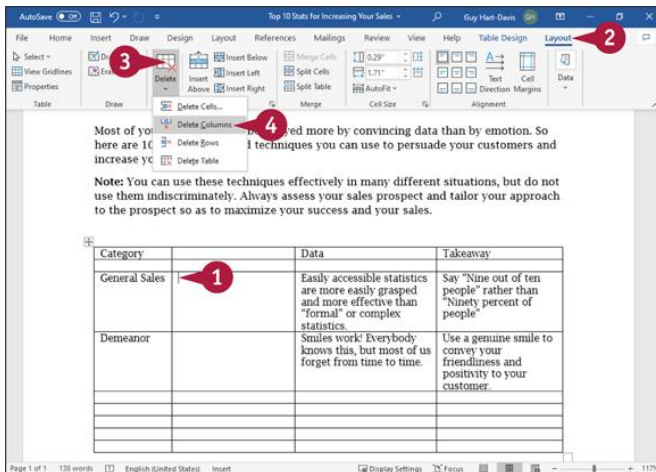 AutoSave On
Top 10 Stats for Increasing Your Sales
Guy Hart-Davis GH
File Home Insert Draw Design Layout References Mailings Review View Help Table Design Layout
2
Select
View Gridlines
Properties
Table
Draw
3
Delete
Insert Above
Insert Below
Insert Left
Insert Right
Merge Cells
Split Cells
Split Table
Merge
0.29"
1.71"
AutoFit
Cell Size
Text Direction
Cell Margins
Alignment
Data
Delete Cells...
Delete Columns
4
Delete Rows
Delete Table
Most of yo yed more by convincing data than by emotion. So
here are 10 d techniques you can use to persuade your customers and
increase yo
Note: You can use these techniques effectively in many different situations, but do not
use them indiscriminately. Always assess your sales prospect and tailor your approach
to the prospect so as to maximize your success and your sales.
Category Data Takeaway
General Sales
1
Easily accessible statistics
are more easily grasped
and more effective than
"formal" or complex
statistics.
Say "Nine out of ten
people" rather than
"Ninety percent of
people"
Demeanor
Smiles work! Everybody
knows this, but most of us
forget from time to time.
Use a genuine smile to
convey your
friendliness and
positivity to your
customer.
Page 1 of 1 138 words English (United States) Insert Display Settings Focus 117%